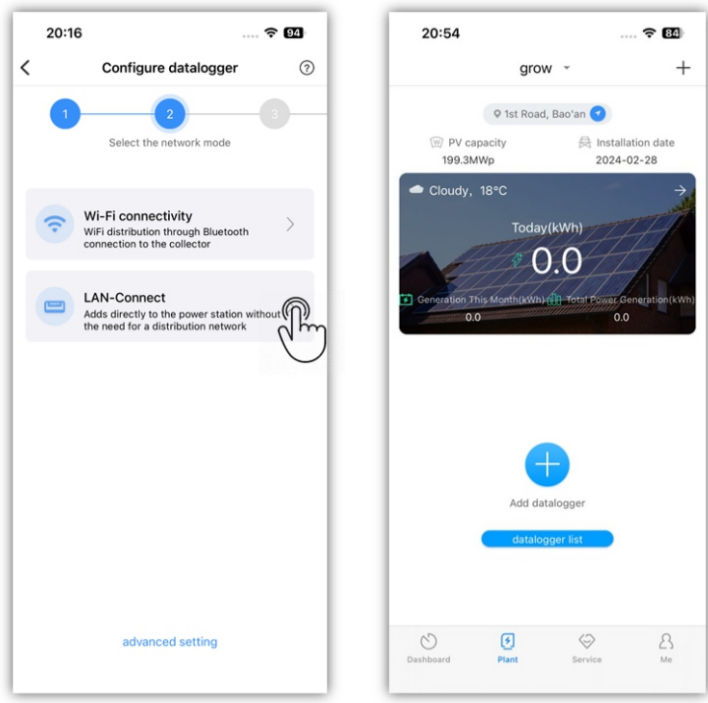 20:16
94
Configure datalogger
?
1
2
3
Select the network mode
Wi-Fi connectivity
WiFi distribution through Bluetooth
connection to the collector
LAN-Connect
Adds directly to the power station without
the need for a distribution network
advanced setting
20:54
84
grow
1st Road, Bao'an
PV capacity
199.3MWp
Installation date
2024-02-28
Cloudy, 18°C
Today(kWh)
0.0
Generation This Month(kWh)
0.0
Total Power Generation(kWh)
0.0
Add datalogger
datalogger list
Dashboard
Plant
Service
Me